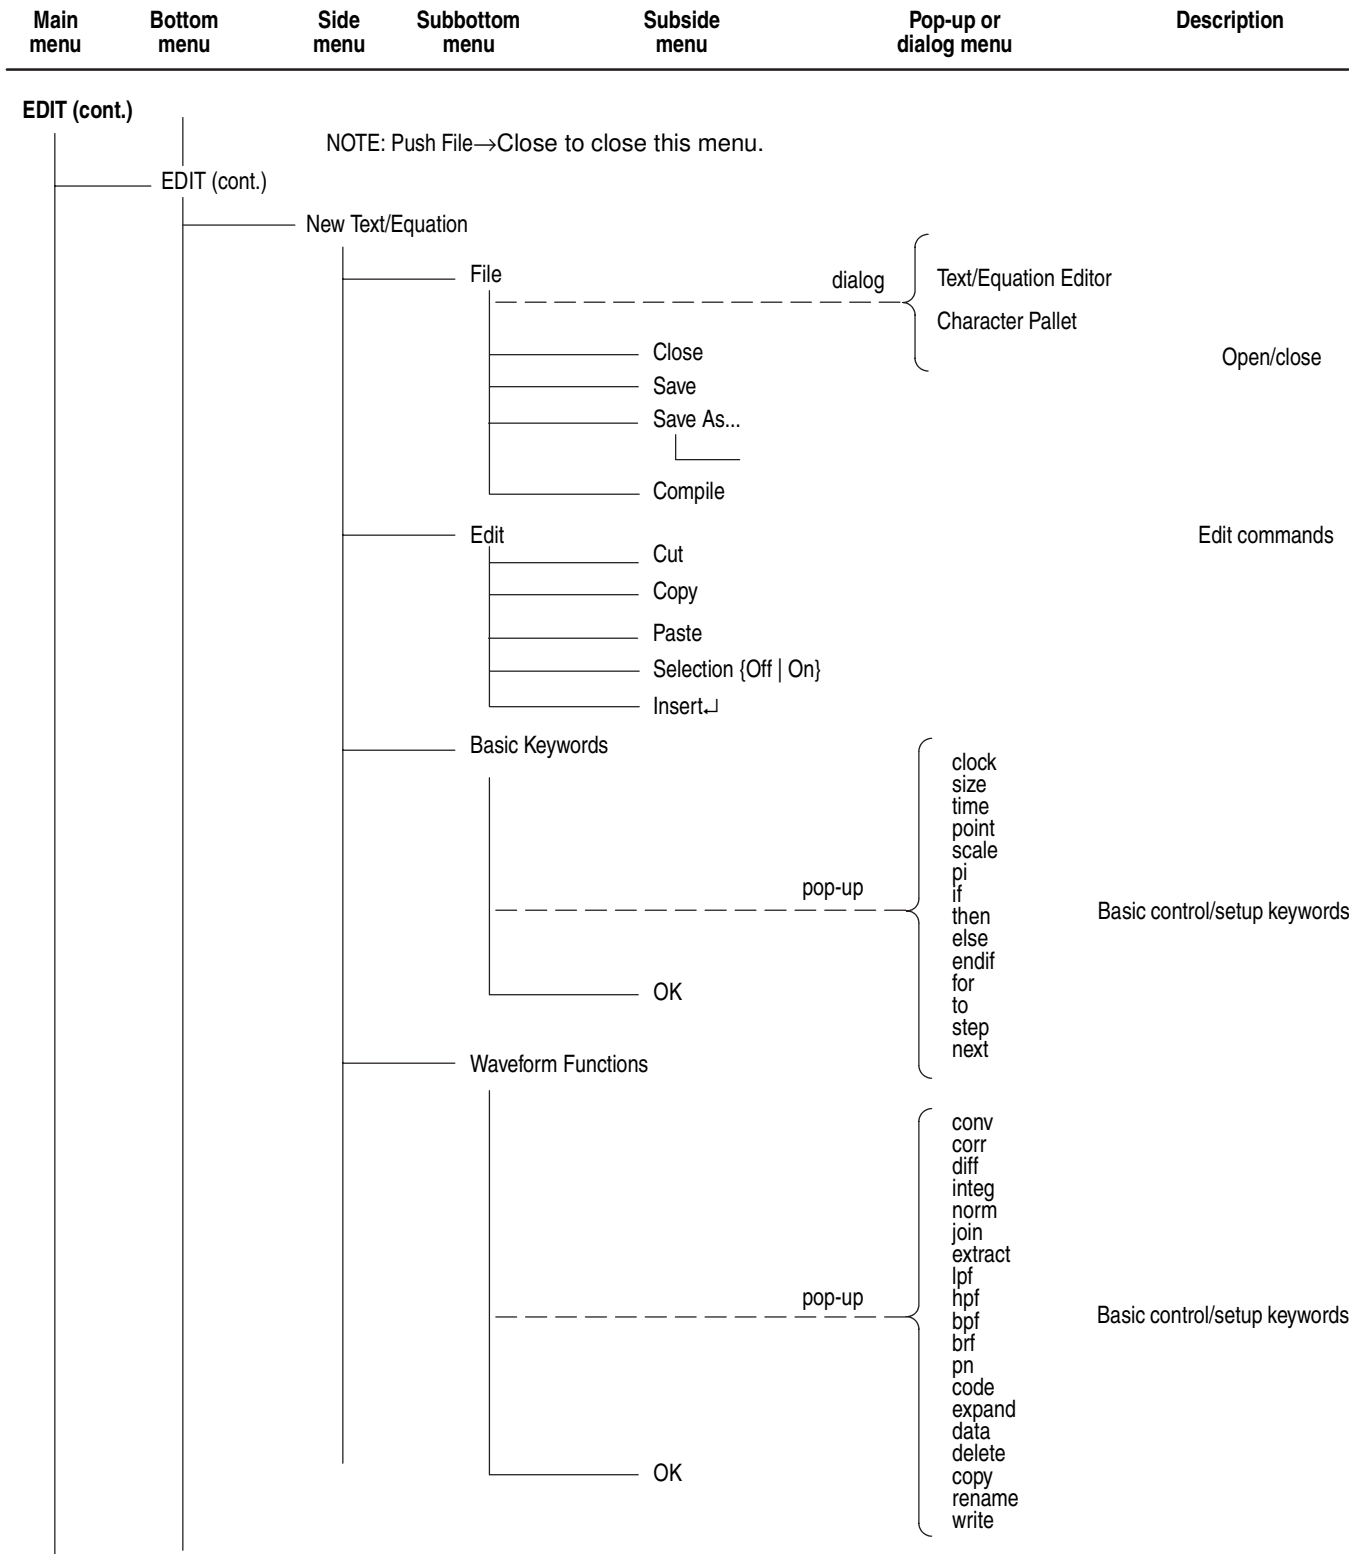 Main menu
Bottom menu
Side menu
Subbottom menu
Subside menu
Pop-up or dialog menu
Description
EDIT (cont.)
NOTE: Push File→Close to close this menu.
EDIT (cont.)
New Text/Equation
File
dialog
Text/Equation Editor
Character Pallet
Close
Open/close
Save
Save As...
Compile
Edit
Edit commands
Cut
Copy
Paste
Selection {Off | On}
Insert↵
Basic Keywords
clock
size
time
point
scale
pi
if
then
else
endif
for
to
step
next
pop-up
Basic control/setup keywords
OK
Waveform Functions
conv
corr
diff
integ
norm
join
extract
lpf
hpf
bpf
brf
pn
code
expand
data
delete
copy
rename
write
pop-up
Basic control/setup keywords
OK